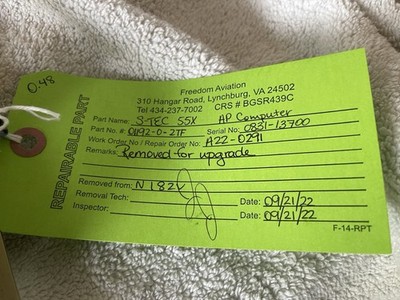 0.48
REPAIRABLE PART
Freedom Aviation
310 Hangar Road, Lynchburg, VA 24502
Tel 434-237-7002 CRS # BGSR439C
Part Name: S-TEC 55X AP Computer
Part No. # 01192-0-2TF Serial No: 0831-13700
Work Order No / Repair Order No: A22-0291
Remarks: Removed for upgrade
Removed from: N182V
Removal Tech: Date: 09/21/22
Inspector: Date: 09/21/22
F-14-RPT